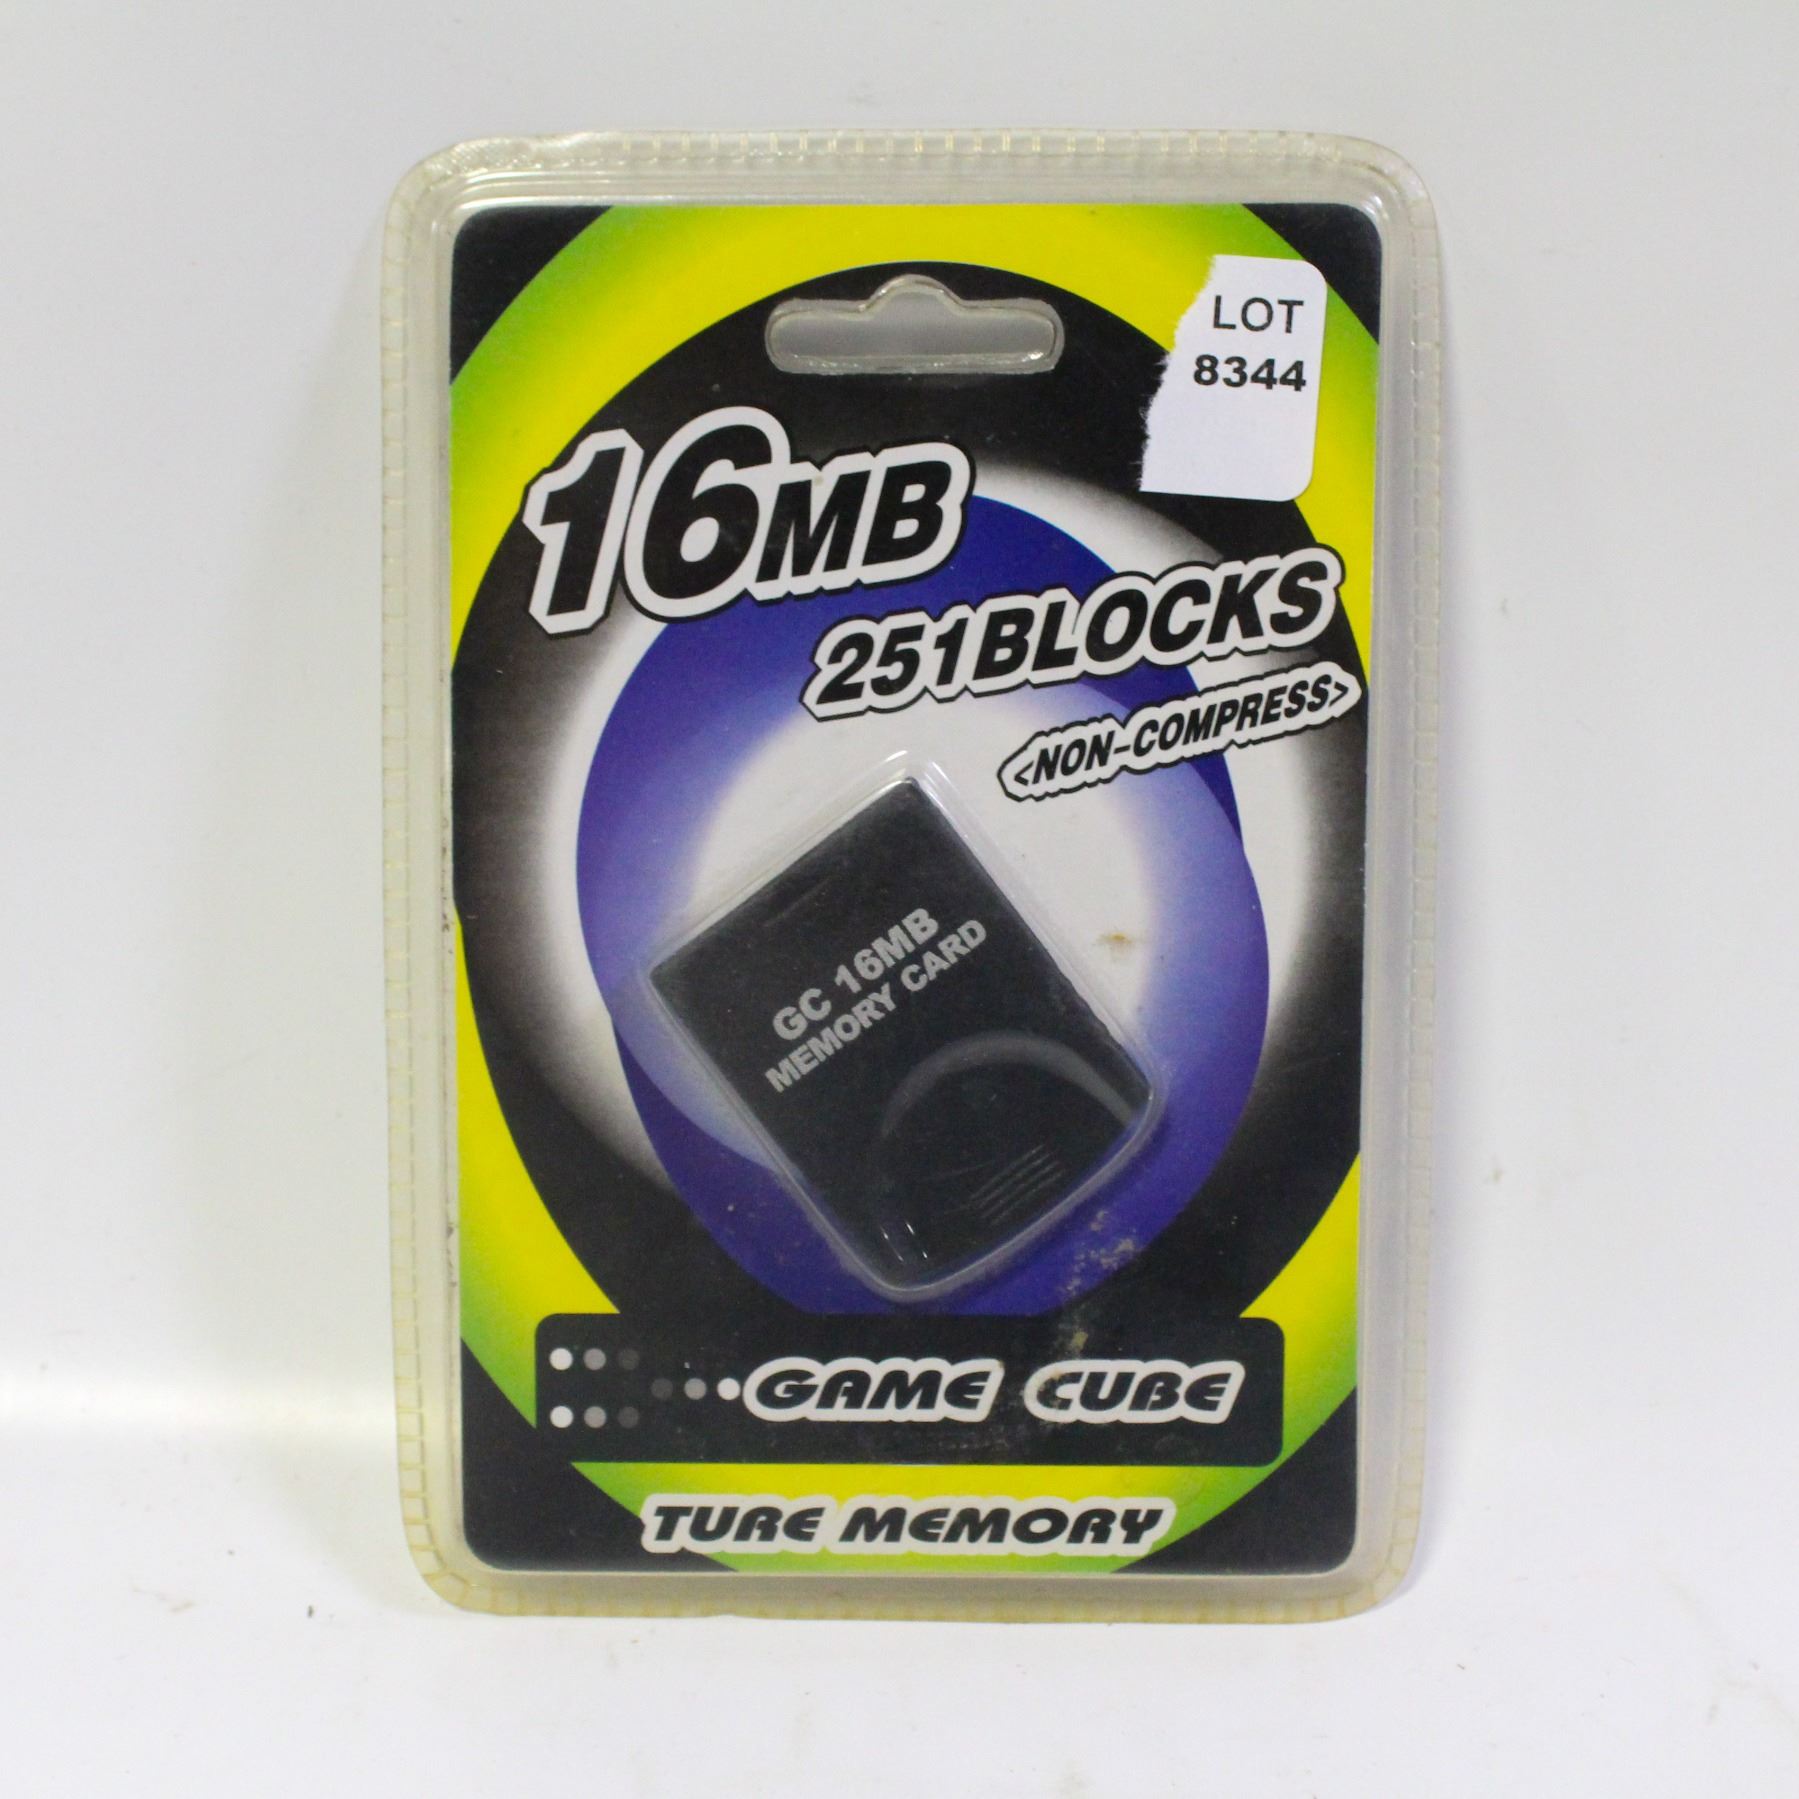 LOT
8344
16MB
251BLOCKS
<NON-COMPRESS>
GC 16MB
MEMORY CARD
GAME CUBE
TURE MEMORY